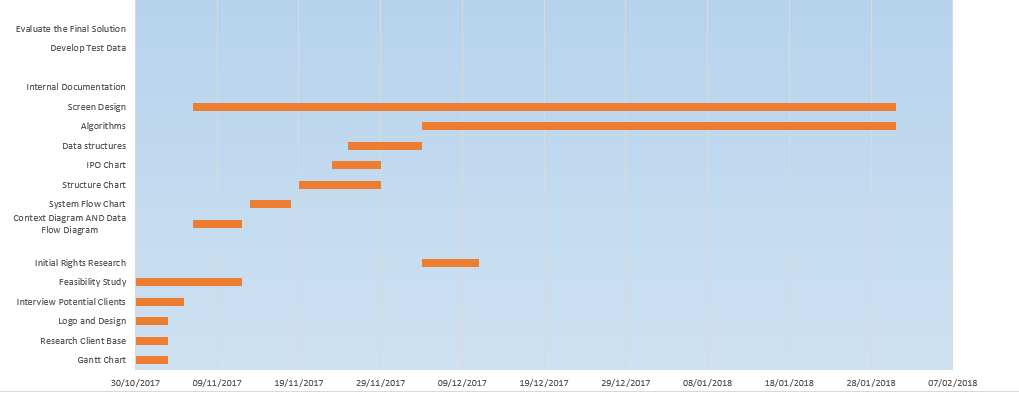 Evaluate the Final Solution
Develop Test Data
Internal Documentation
Screen Design
Algorithms
Data structures
IPO Chart
Structure Chart
System Flow Chart
Context Diagram AND Data
Flow Diagram
Initial Rights Research
Feasibility Study
Interview Potential Clients
Logo and Design
Research Client Base
Gantt Chart
30/10/2017 09/11/2017 19/11/2017 29/11/2017 09/12/2017 19/12/2017 29/12/2017 08/01/2018 18/01/2018 28/01/2018 07/02/2018